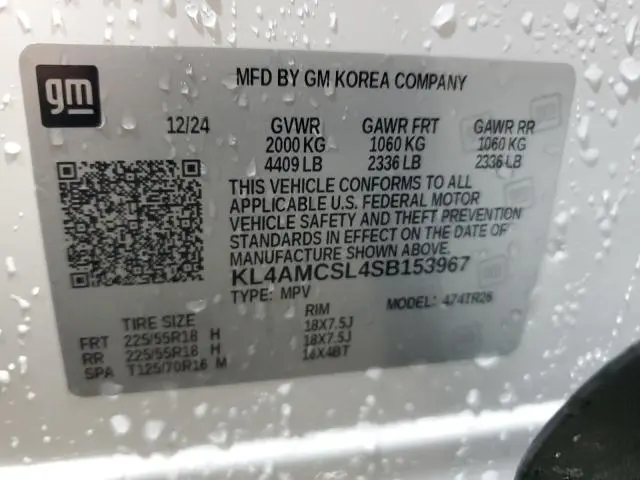 gm
MFD BY GM KOREA COMPANY
12/24 GVWR GAWR FRT GAWR RR
2000 KG 1060 KG 1060 KG
4409 LB 2336 LB 2336 LB
THIS VEHICLE CONFORMS TO ALL
APPLICABLE U.S. FEDERAL MOTOR
VEHICLE SAFETY AND THEFT PREVENTION
STANDARDS IN EFFECT ON THE DATE OF
MANUFACTURE SHOWN ABOVE.
KL4AMCSL4SB153967
TYPE: MPV MODEL: 4741R26
TIRE SIZE RIM
FRT 225/55R18 H 18X7.5J
RR 225/55R18 H 18X7.5J
SPA T125/70R16 M 16X4BT